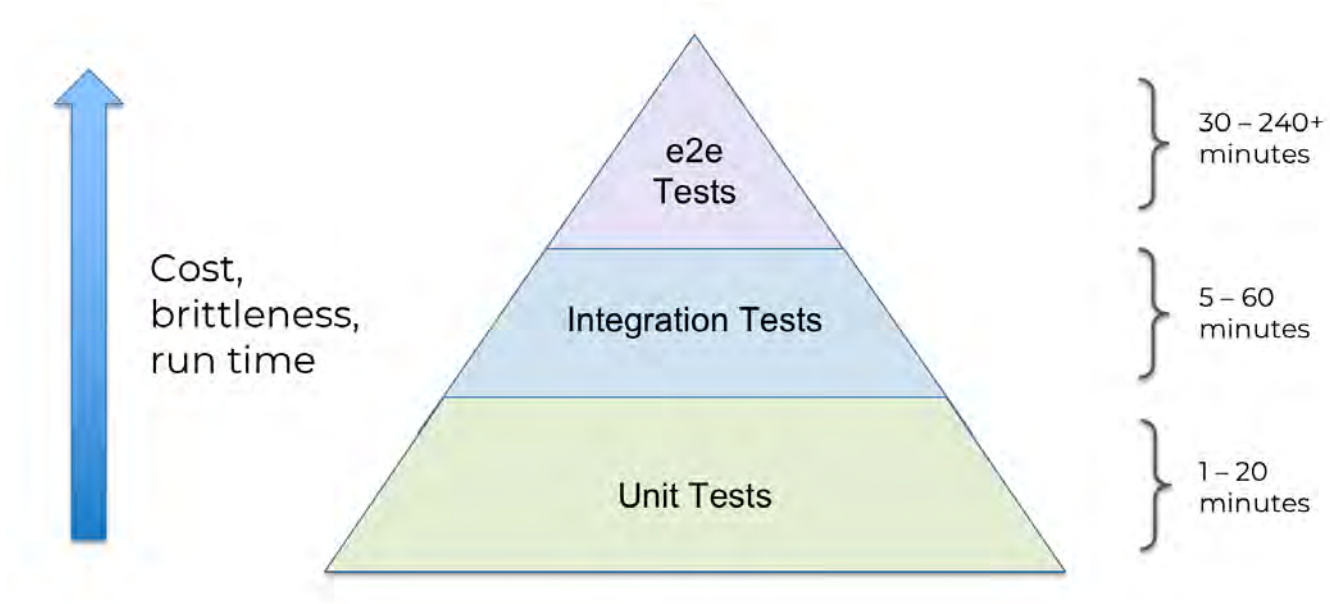 e2e
Tests
30 – 240+
minutes
Cost,
brittleness,
run time
Integration Tests
5 – 60
minutes
Unit Tests
1 – 20
minutes